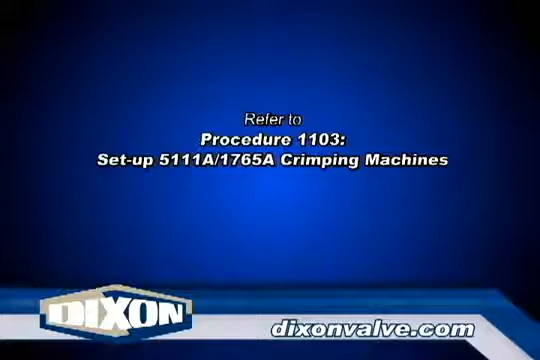 Refer to
Procedure 1103:
Set-up 5111A/1765A Crimping Machines
DIXON
dixonvalve.com